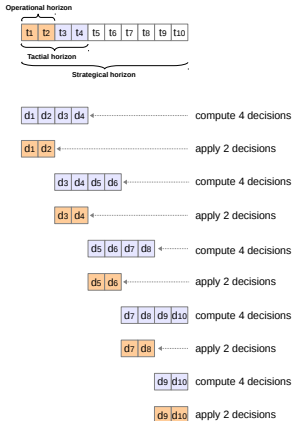 Operational horizon
t1 t2 t3 t4 t5 t6 t7 t8 t9 t10
Tactial horizon
Strategical horizon
d1 d2 d3 d4 compute 4 decisions
d1 d2 apply 2 decisions
d3 d4 d5 d6 compute 4 decisions
d3 d4 apply 2 decisions
d5 d6 d7 d8 compute 4 decisions
d5 d6 apply 2 decisions
d7 d8 d9 d10 compute 4 decisions
d7 d8 apply 2 decisions
d9 d10 compute 4 decisions
d9 d10 apply 2 decisions